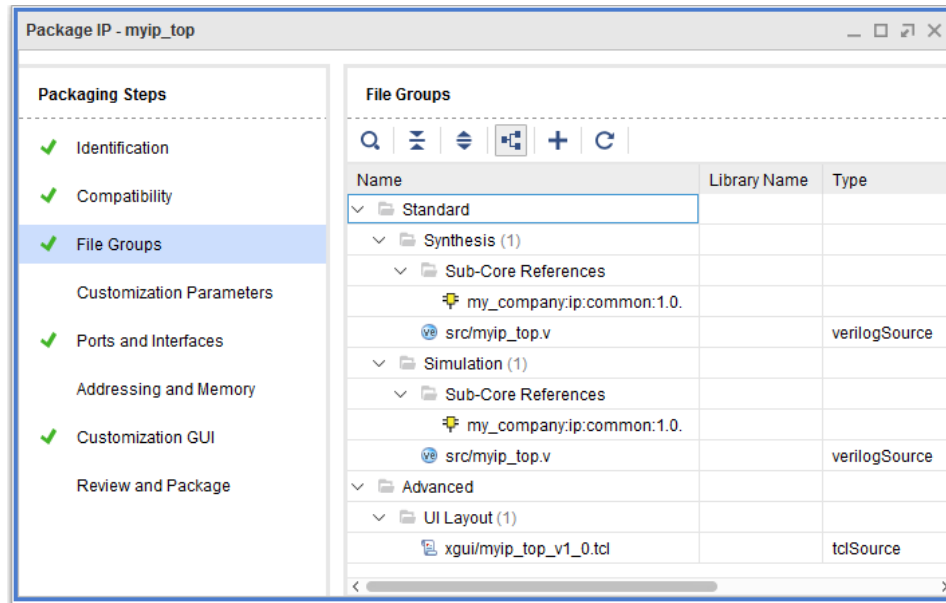 Package IP - myip_top
Packaging Steps
Identification
Compatibility
File Groups
Customization Parameters
Ports and Interfaces
Addressing and Memory
Customization GUI
Review and Package
File Groups
Name Library Name Type
Standard
Synthesis (1)
Sub-Core References
my_company:ip:common:1.0.
src/myip_top.v verilogSource
Simulation (1)
Sub-Core References
my_company:ip:common:1.0.
src/myip_top.v verilogSource
Advanced
UI Layout (1)
xgui/myip_top_v1_0.tcl tclSource